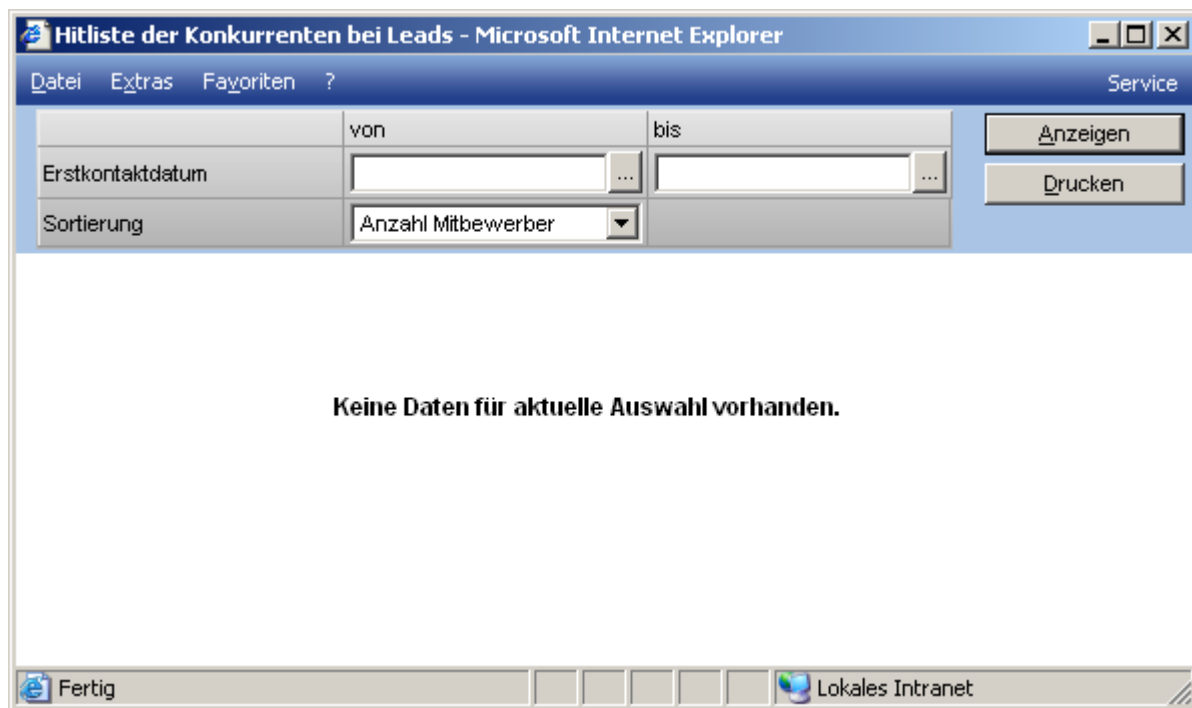 Hitliste der Konkurrenten bei Leads - Microsoft Internet Explorer
Datei Extras Favoriten ? Service
von bis Anzeigen
Erstkontaktdatum ... ... Drucken
Sortierung Anzahl Mitbewerber
Keine Daten für aktuelle Auswahl vorhanden.
Fertig Lokales Intranet